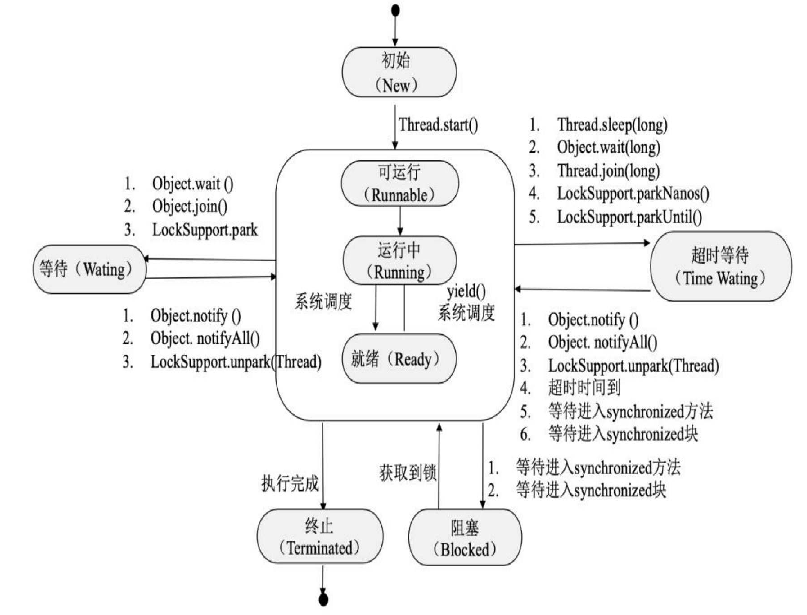 初始
（New）
Thread.start()
1. Thread.sleep(long)
2. Object.wait(long)
3. Thread.join(long)
4. LockSupport.parkNanos()
5. LockSupport.parkUntil()
可运行
(Runnable)
1. Object.wait ()
2. Object.join()
3. LockSupport.park
等待（Wating）
运行中
（Running）
超时等待
（Time Wating）
系统调度
yield()
系统调度
1. Object.notify ()
2. Object. notifyAll()
3. LockSupport.unpark(Thread)
就绪（Ready）
1. Object.notify ()
2. Object. notifyAll()
3. LockSupport.unpark(Thread)
4. 超时时间到
5. 等待进入synchronized方法
6. 等待进入synchronized块
执行完成
获取到锁
1. 等待进入synchronized方法
2. 等待进入synchronized块
终止
（Terminated）
阻塞
（Blocked）